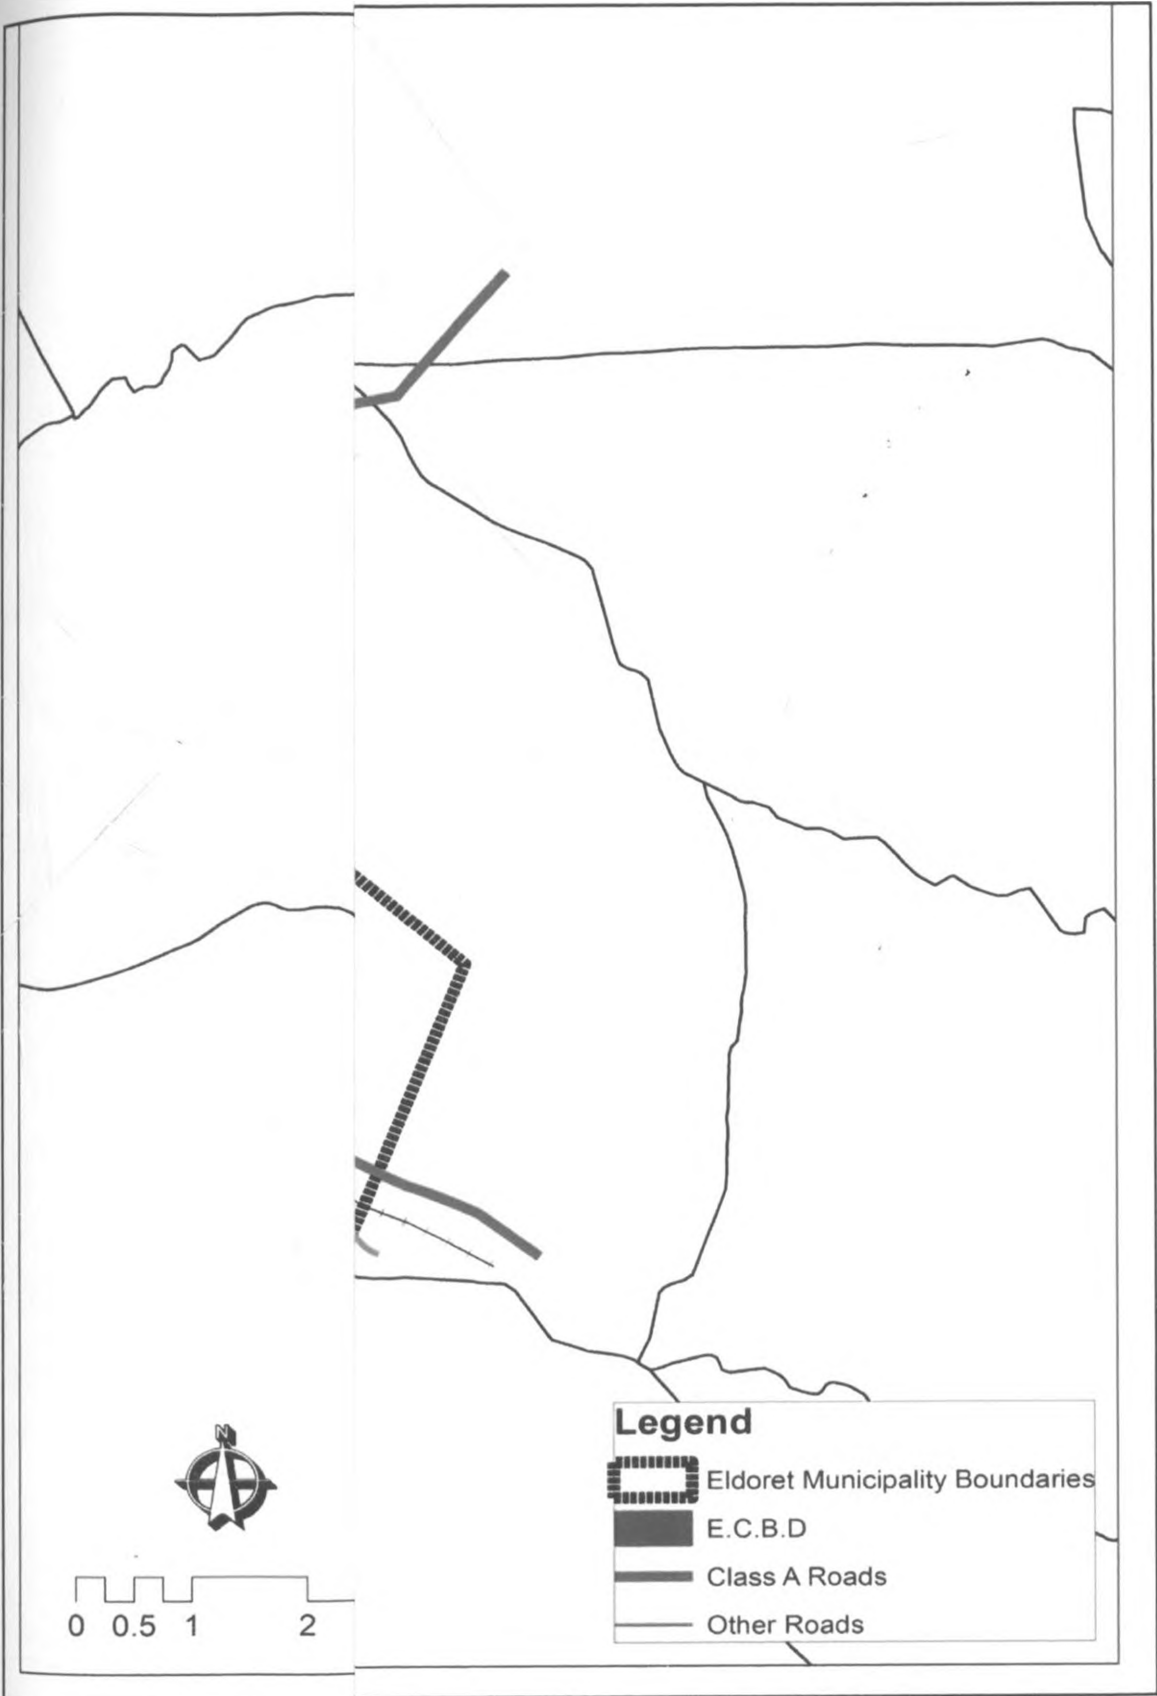 N
0 0.5 1 2
Legend
Eldoret Municipality Boundaries
E.C.B.D
Class A Roads
Other Roads